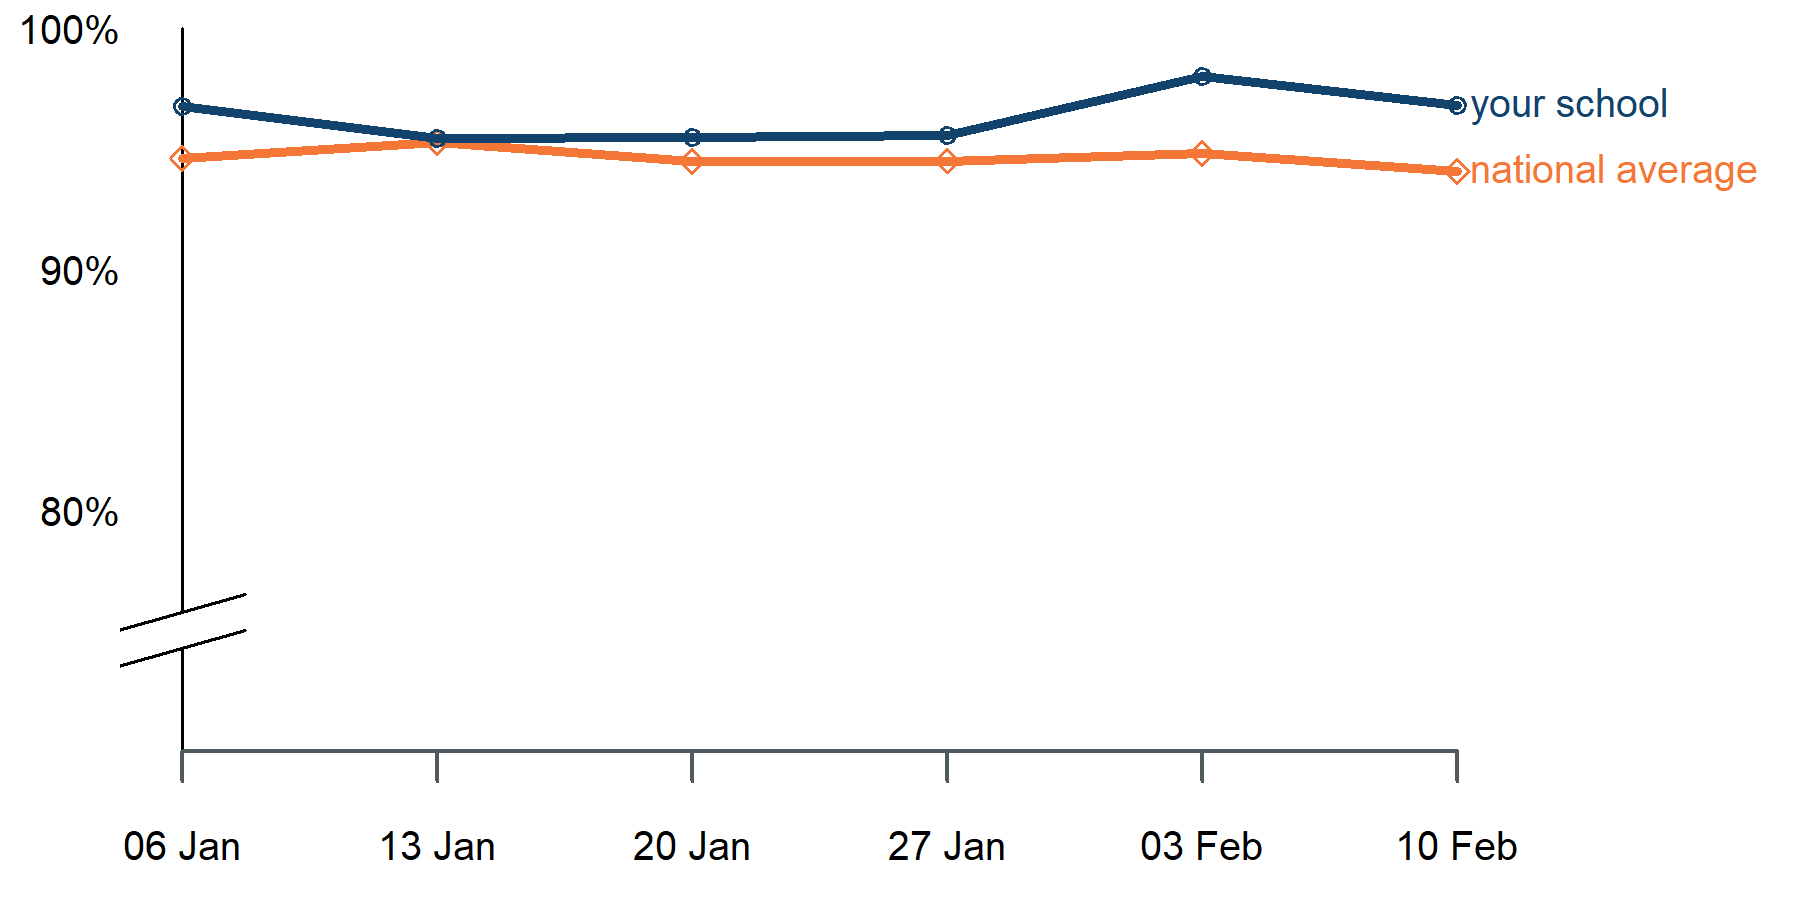 100%
your school
national average
90%
80%
06 Jan 13 Jan 20 Jan 27 Jan 03 Feb 10 Feb